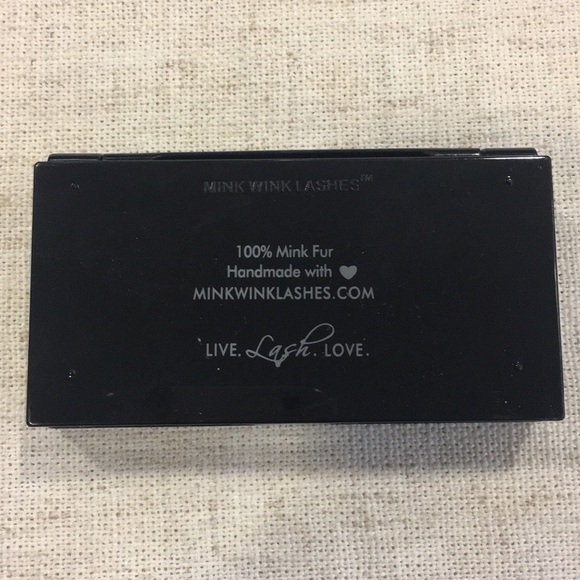 MINK WINK LASHES™
100% Mink Fur
Handmade with ♥
MINKWINKLASHES.COM
LIVE. Lash. LOVE.